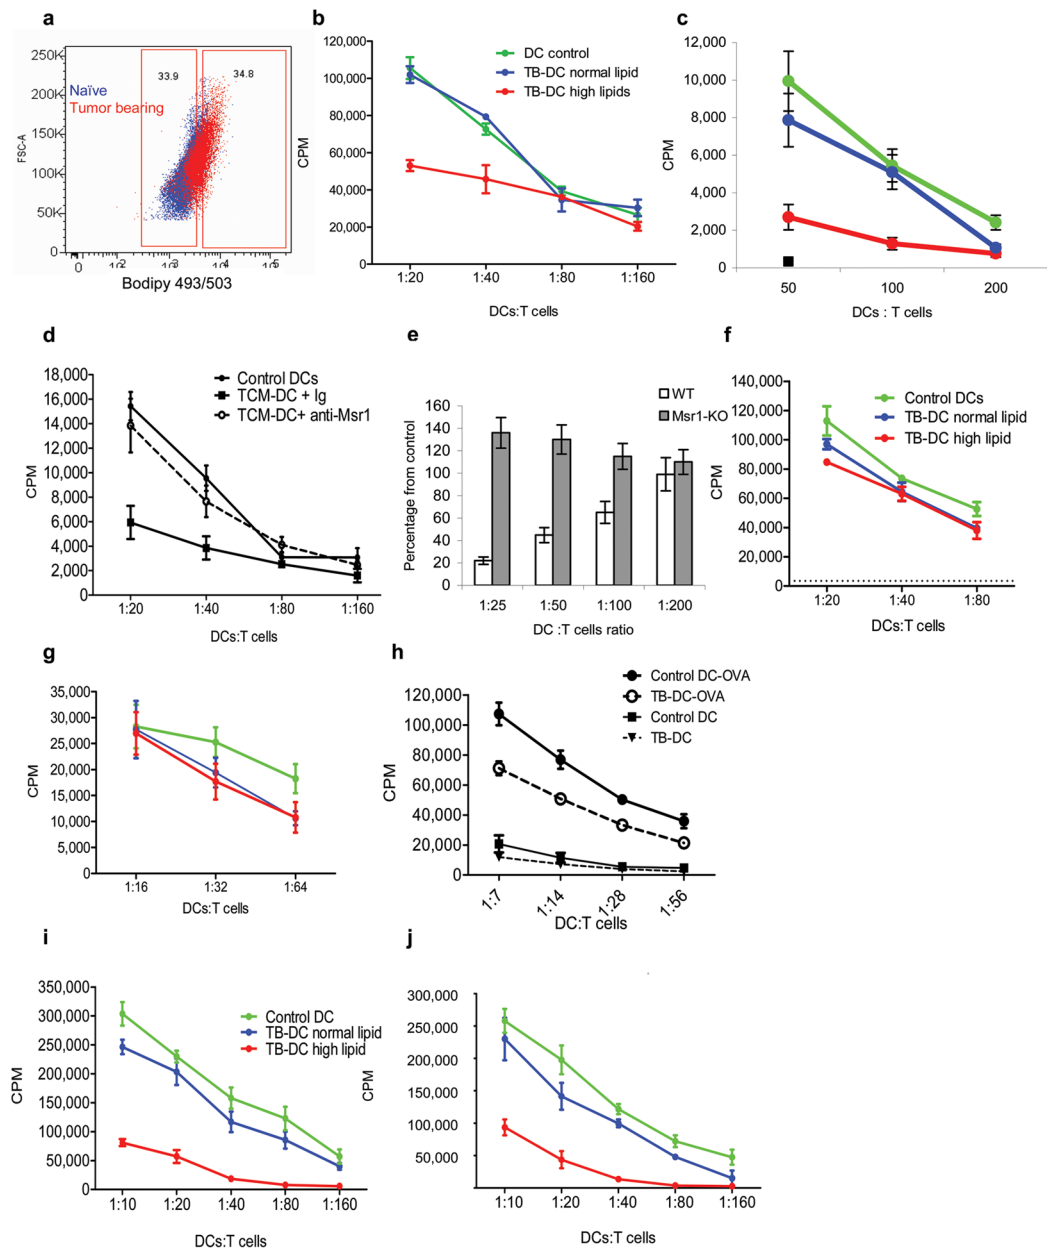 a
250K
200K
150K
100K
50K
0
FSC-A
Naïve
Tumor bearing
33.9
34.8
0
Bodipy 493/503
b
120,000
100,000
80,000
60,000
40,000
20,000
0
CPM
DC control
TB-DC normal lipid
TB-DC high lipids
1:20
1:40
1:80
1:160
DCs:T cells
c
12,000
10,000
8,000
6,000
4,000
2,000
0
CPM
50
100
200
DCs : T cells
d
18,000
16,000
14,000
12,000
10,000
8,000
6,000
4,000
2,000
0
CPM
Control DCs
TCM-DC + Ig
TCM-DC+ anti-Msr1
1:20
1:40
1:80
1:160
DCs:T cells
e
160
140
120
100
80
60
40
20
0
Percentage from control
WT
Msr1-KO
1:25
1:50
1:100
1:200
DC :T cells ratio
f
140,000
120,000
100,000
80,000
60,000
40,000
20,000
0
CPM
Control DCs
TB-DC normal lipid
TB-DC high lipid
1:20
1:40
1:80
DCs:T cells
g
35,000
30,000
25,000
20,000
15,000
10,000
5,000
0
CPM
1:16
1:32
1:64
DCs:T cells
h
120,000
100,000
80,000
60,000
40,000
20,000
0
CPM
Control DC-OVA
TB-DC-OVA
Control DC
TB-DC
1:7
1:14
1:28
1:56
DC:T cells
i
350,000
300,000
250,000
200,000
150,000
100,000
50,000
0
CPM
Control DC
TB-DC normal lipid
TB-DC high lipid
1:10
1:20
1:40
1:80
1:160
DCs:T cells
j
300,000
250,000
200,000
150,000
100,000
50,000
CPM
1:10
1:20
1:40
1:80
1:160
DCs:T cells